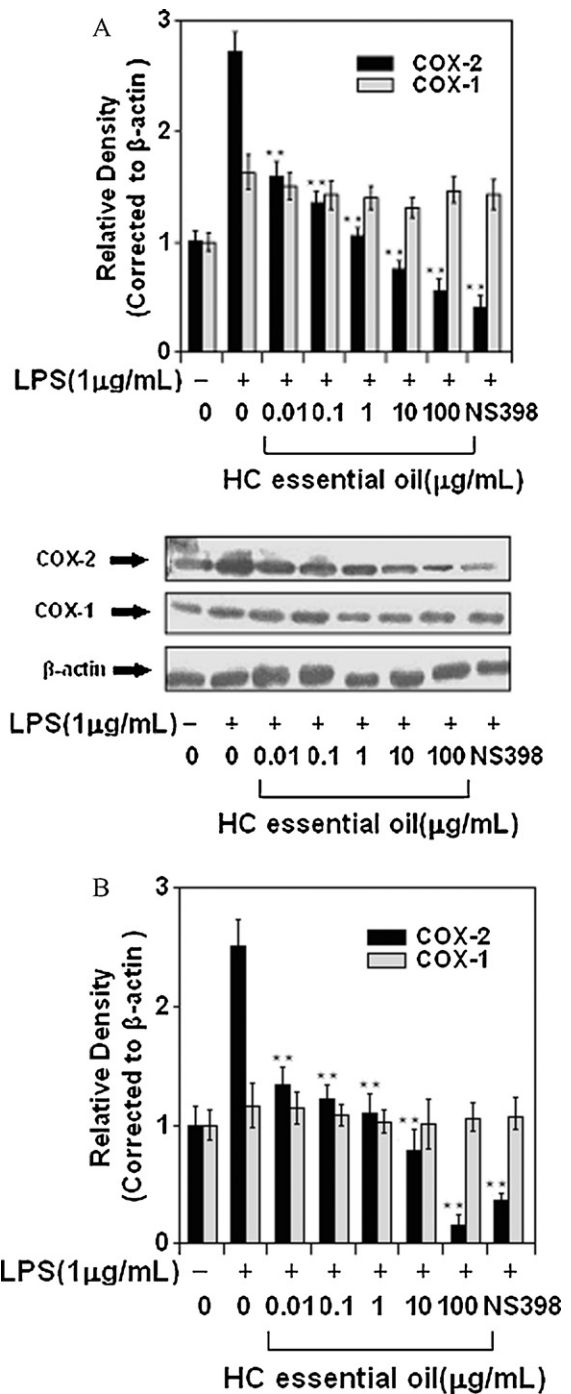 A
3
COX-2
COX-1
2
Relative Density
(Corrected to β-actin )
**
**
**
1
**
**
**
0
LPS(1μg/mL) – + + + + + + +
0 0 0.01 0.1 1 10 100 NS398
HC essential oil(μg/mL)
COX-2
COX-1
β-actin
LPS(1μg/mL) – + + + + + + +
0 0 0.01 0.1 1 10 100 NS398
HC essential oil(μg/mL)
B
3
COX-2
COX-1
2
Relative Density
(Corrected to β-actin )
**
**
**
1
**
**
**
0
LPS(1μg/mL) – + + + + + + +
0 0 0.01 0.1 1 10 100 NS398
HC essential oil(μg/mL)